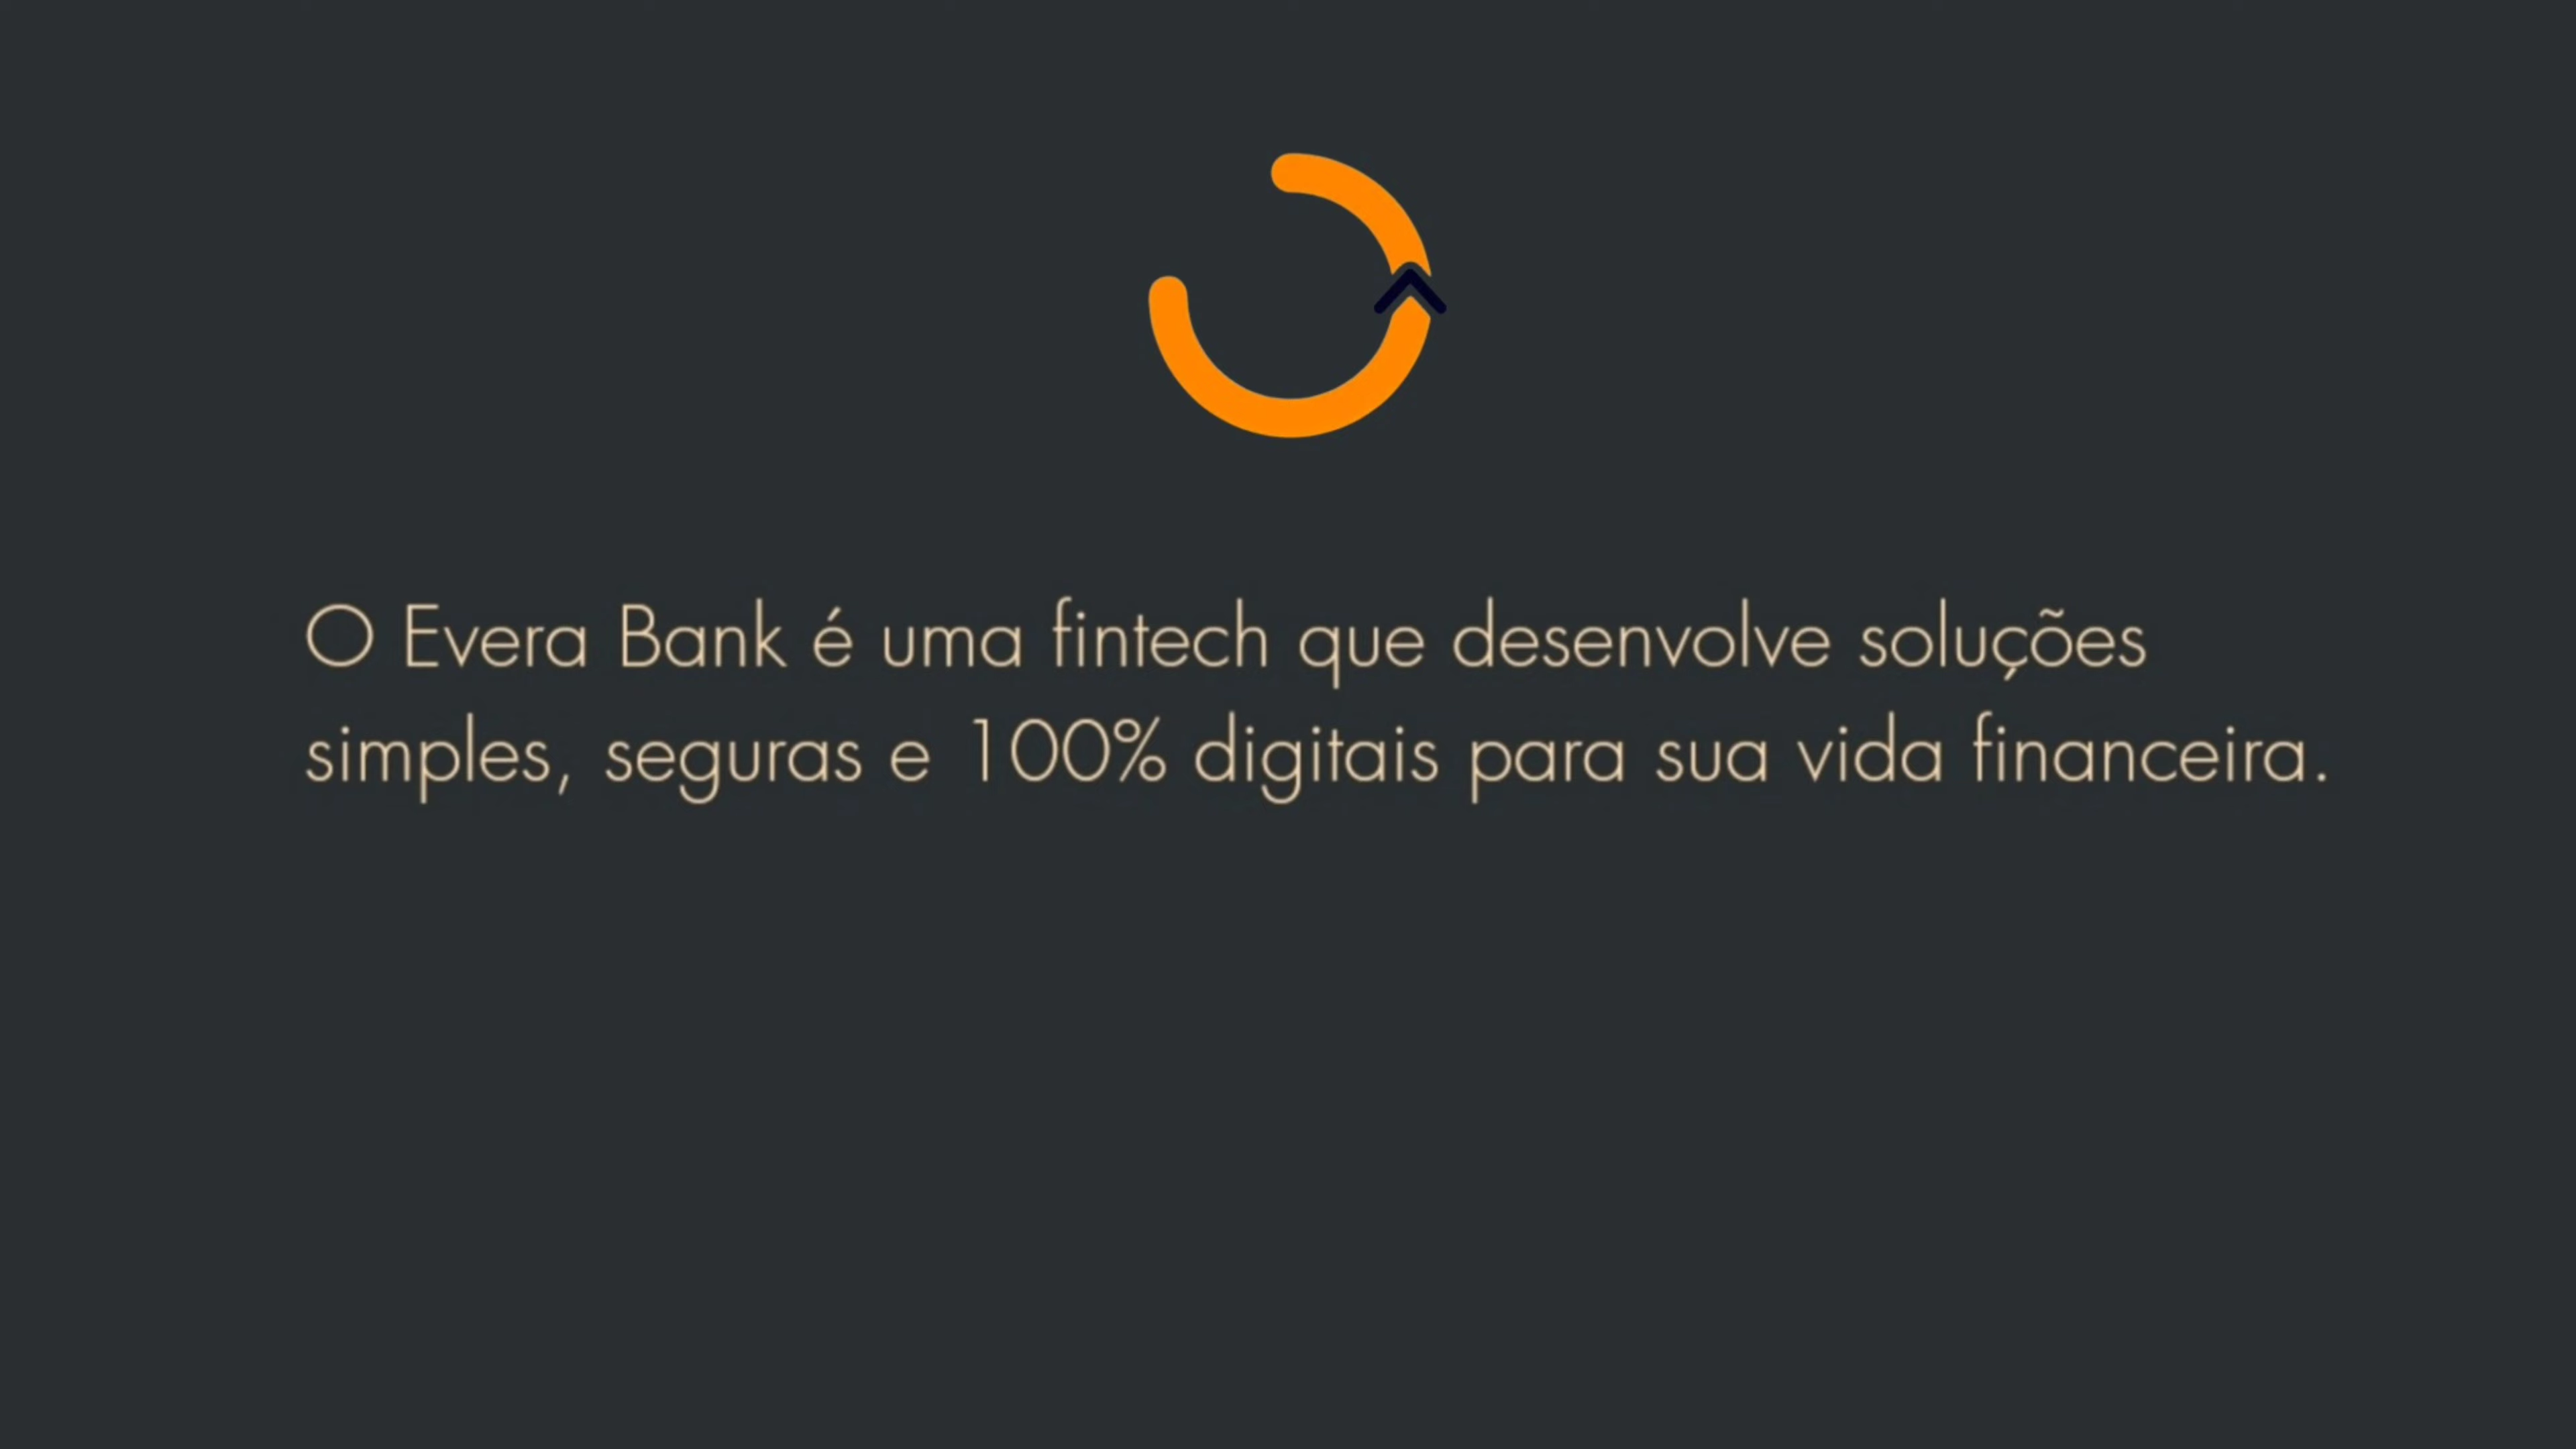 O Evera Bank é uma fintech que desenvolve soluções
simples, seguras e 100% digitais para sua vida financeira.